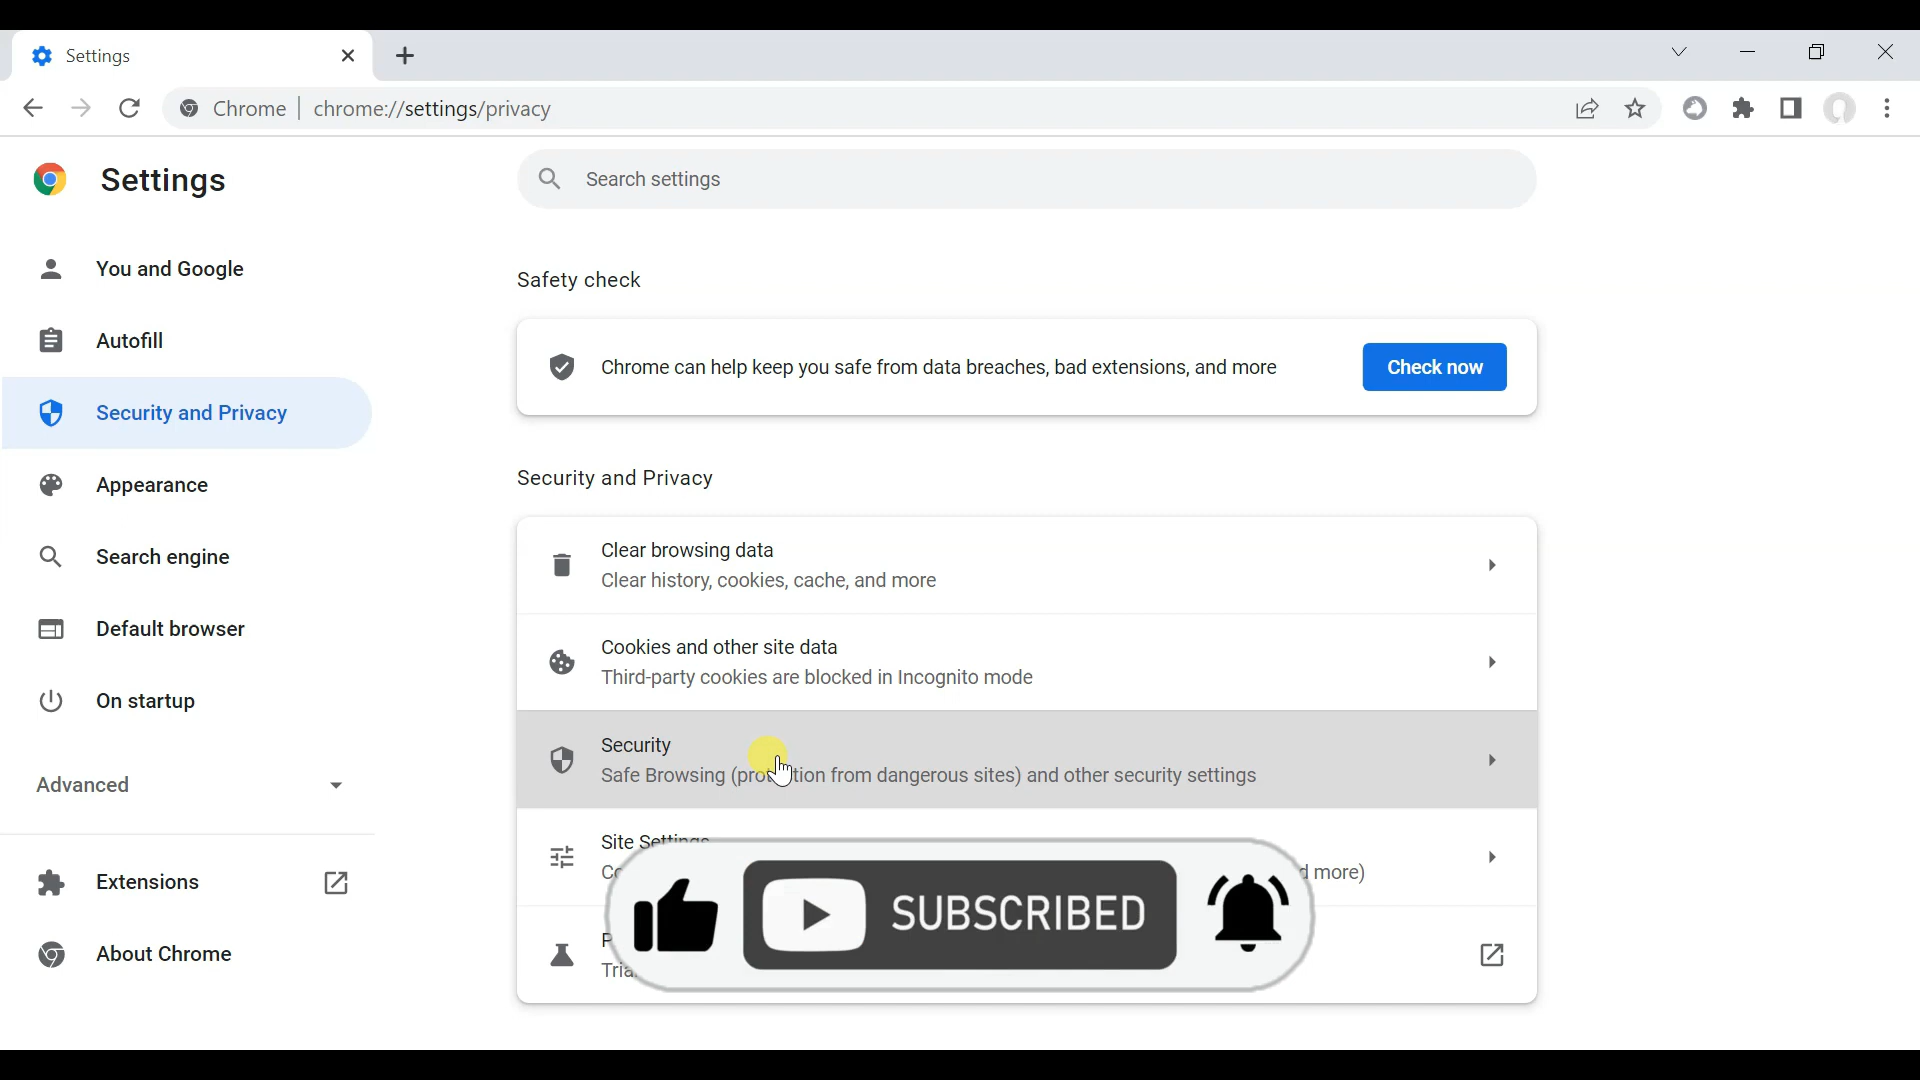 Settings
Chrome chrome://settings/privacy
Settings
Search settings
You and Google
Autofill
Security and Privacy
Appearance
Search engine
Default browser
On startup
Advanced
Extensions
About Chrome
Safety check
Chrome can help keep you safe from data breaches, bad extensions, and more
Check now
Security and Privacy
Clear browsing data
Clear history, cookies, cache, and more
Cookies and other site data
Third-party cookies are blocked in Incognito mode
Security
Safe Browsing (protection from dangerous sites) and other security settings
Site Settings
more)
SUBSCRIBED